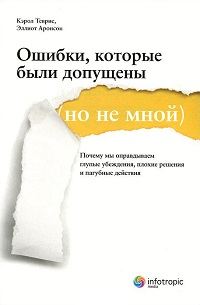 Кэрол Теврис,
Эллиот Аронсон
Ошибки, которые
были допущены
(но не мной)
Почему мы оправдываем
глупые убеждения, плохие решения
и пагубные действия
infotropic
media